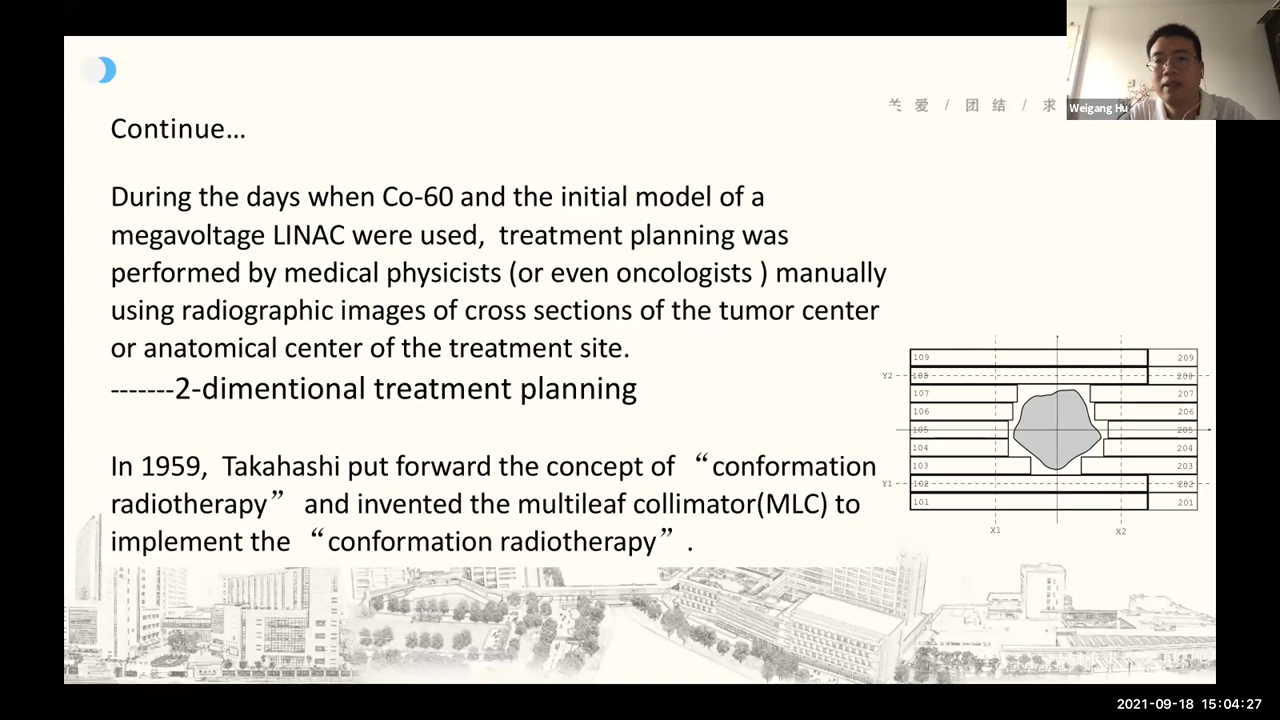 关 爱 / 团 结 / 求
Weigang Hu
Continue…
During the days when Co-60 and the initial model of a
megavoltage LINAC were used, treatment planning was
performed by medical physicists (or even oncologists ) manually
using radiographic images of cross sections of the tumor center
or anatomical center of the treatment site.
-------2-dimentional treatment planning
In 1959, Takahashi put forward the concept of “conformation
radiotherapy” and invented the multileaf collimator(MLC) to
implement the “conformation radiotherapy”.
109 209
Y2 108 208
107 207
106 206
105 205
104 204
103 203
Y1 102 202
101 201
X1 X2
2021-09-18 15:04:27